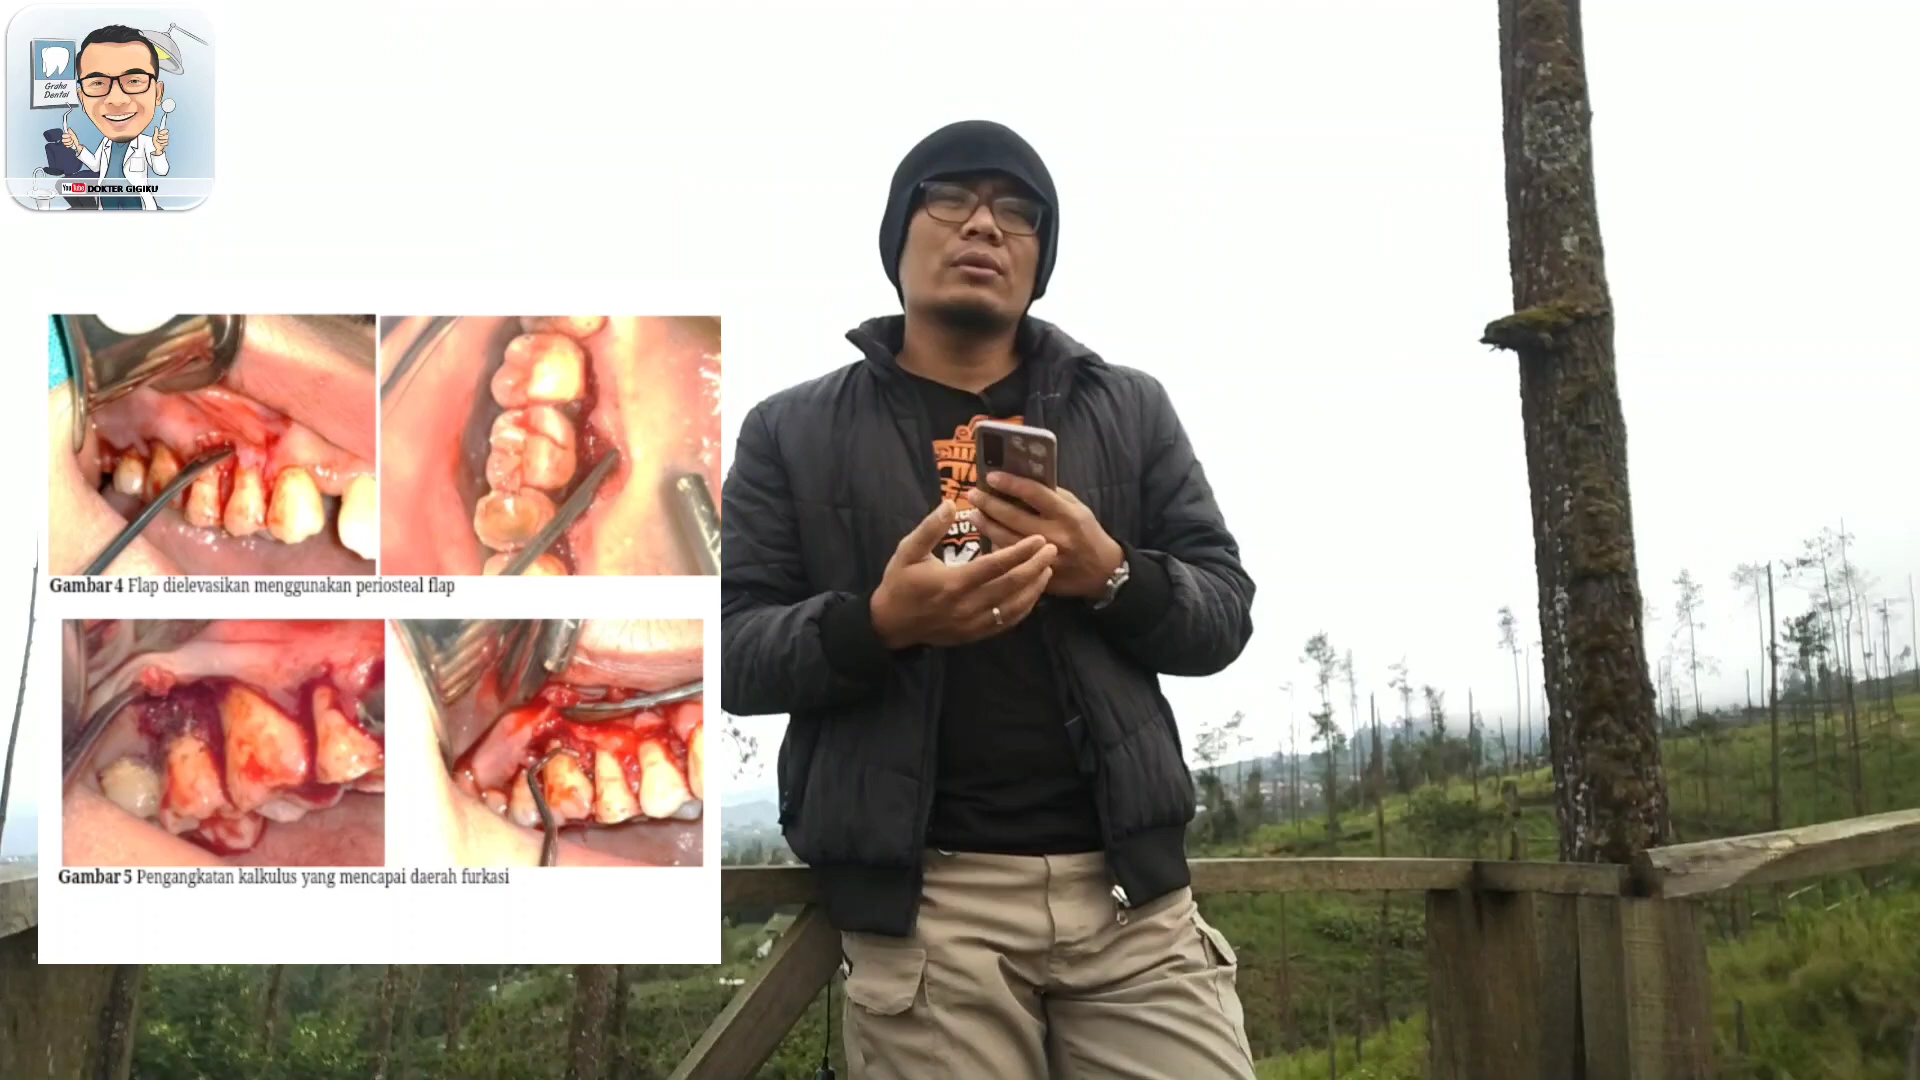 Graha
Dental
YouTube DOKTER GIGIKU
Gambar 4 Flap dielevasikan menggunakan periosteal flap
Gambar 5 Pengangkatan kalkulus yang mencapai daerah furkasi